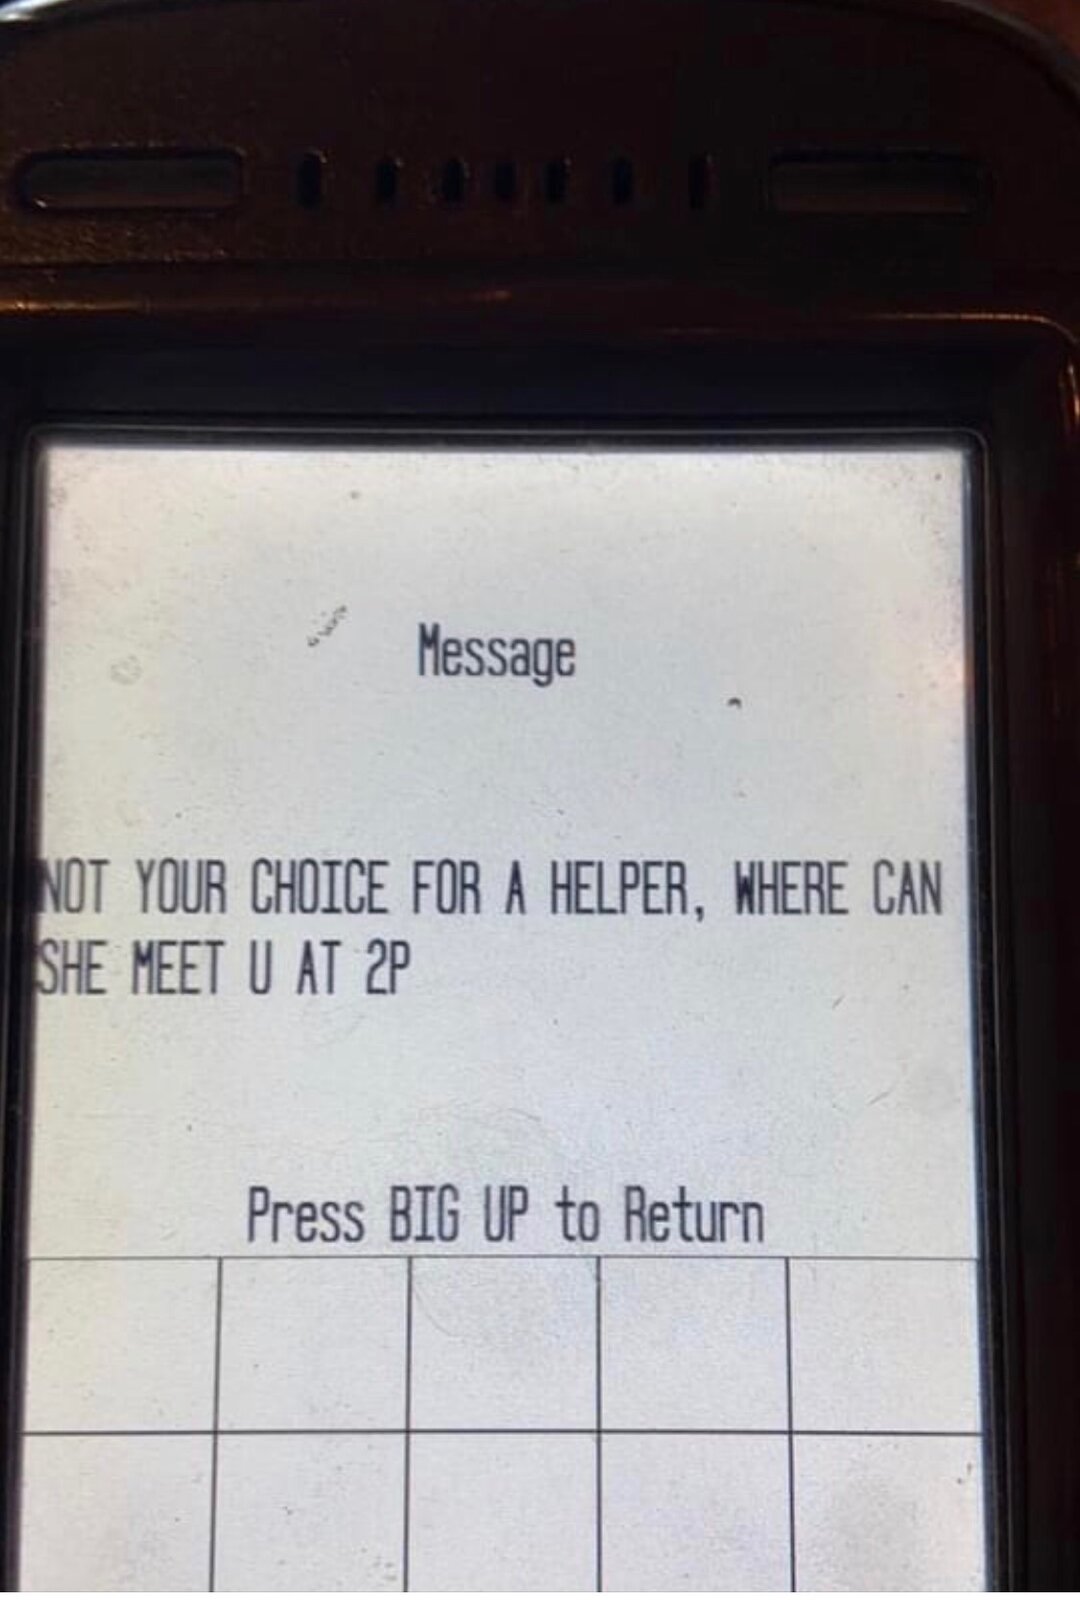 Message
NOT YOUR CHOICE FOR A HELPER, WHERE CAN
SHE MEET U AT 2P
Press BIG UP to Return